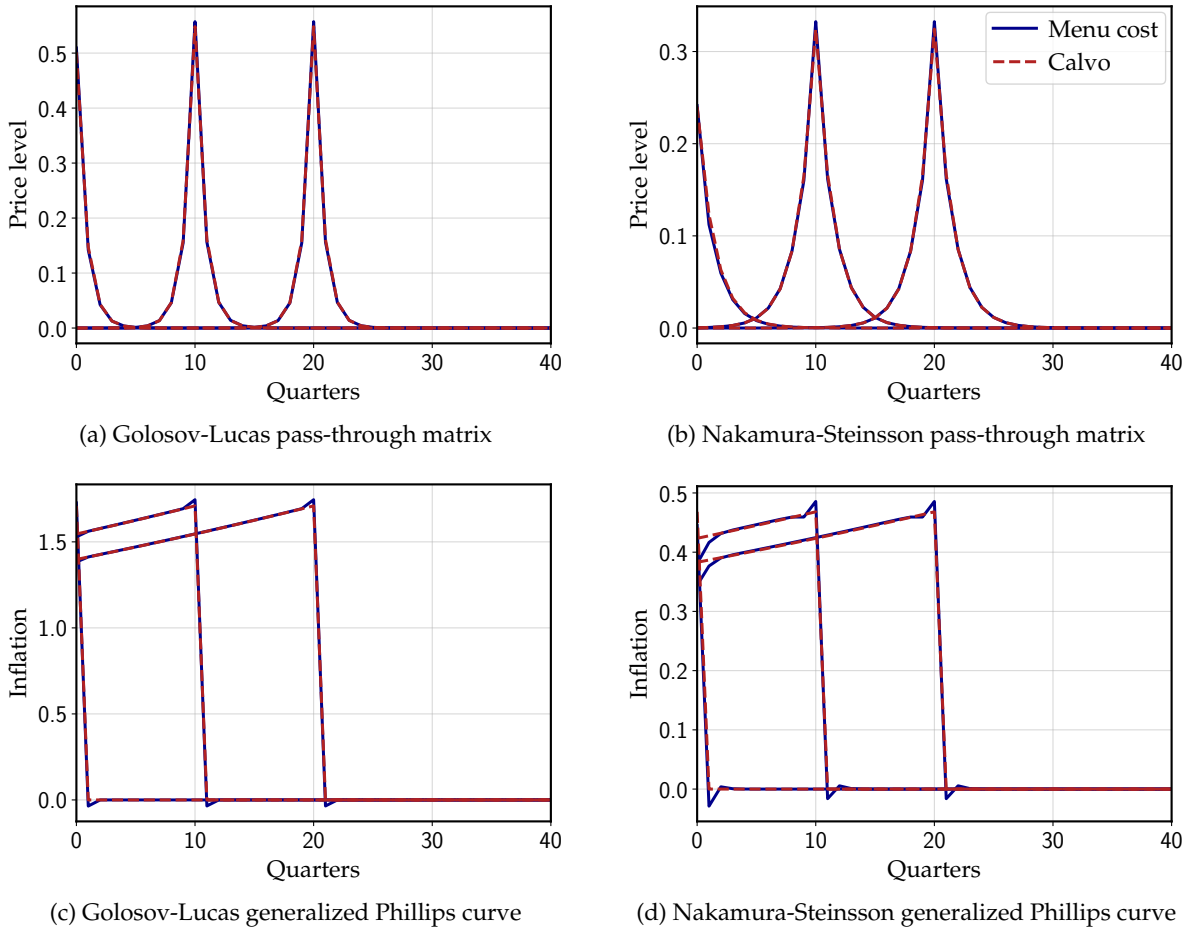 0.5
0.4
0.3
0.2
0.1
0.0
Price level
0 10 20 30 40
Quarters
(a) Golosov-Lucas pass-through matrix
Menu cost
Calvo
0.3
0.2
0.1
0.0
Price level
0 10 20 30 40
Quarters
(b) Nakamura-Steinsson pass-through matrix
1.5
1.0
0.5
0.0
Inflation
0 10 20 30 40
Quarters
(c) Golosov-Lucas generalized Phillips curve
0.5
0.4
0.3
0.2
0.1
0.0
Inflation
0 10 20 30 40
Quarters
(d) Nakamura-Steinsson generalized Phillips curve